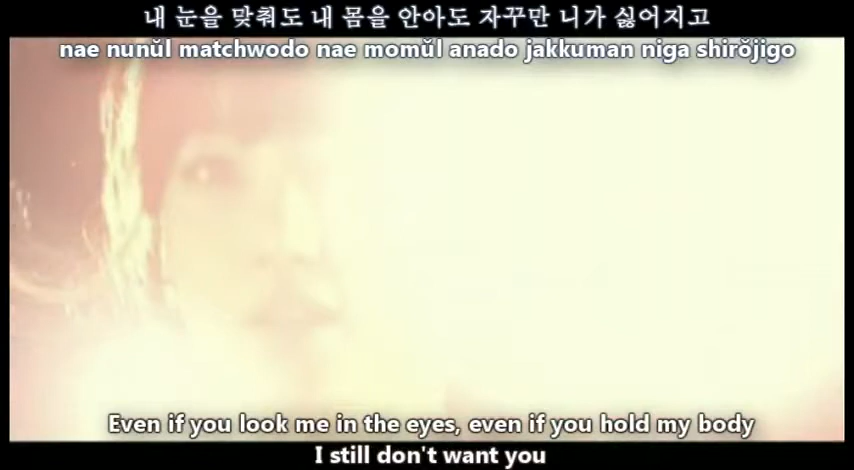 내 눈을 맞춰도 내 몸을 안아도 자꾸만 니가 싫어지고
nae nunŭl matchwodo nae momŭl anado jakkuman niga shirŏjigo
Even if you look me in the eyes, even if you hold my body
I still don't want you